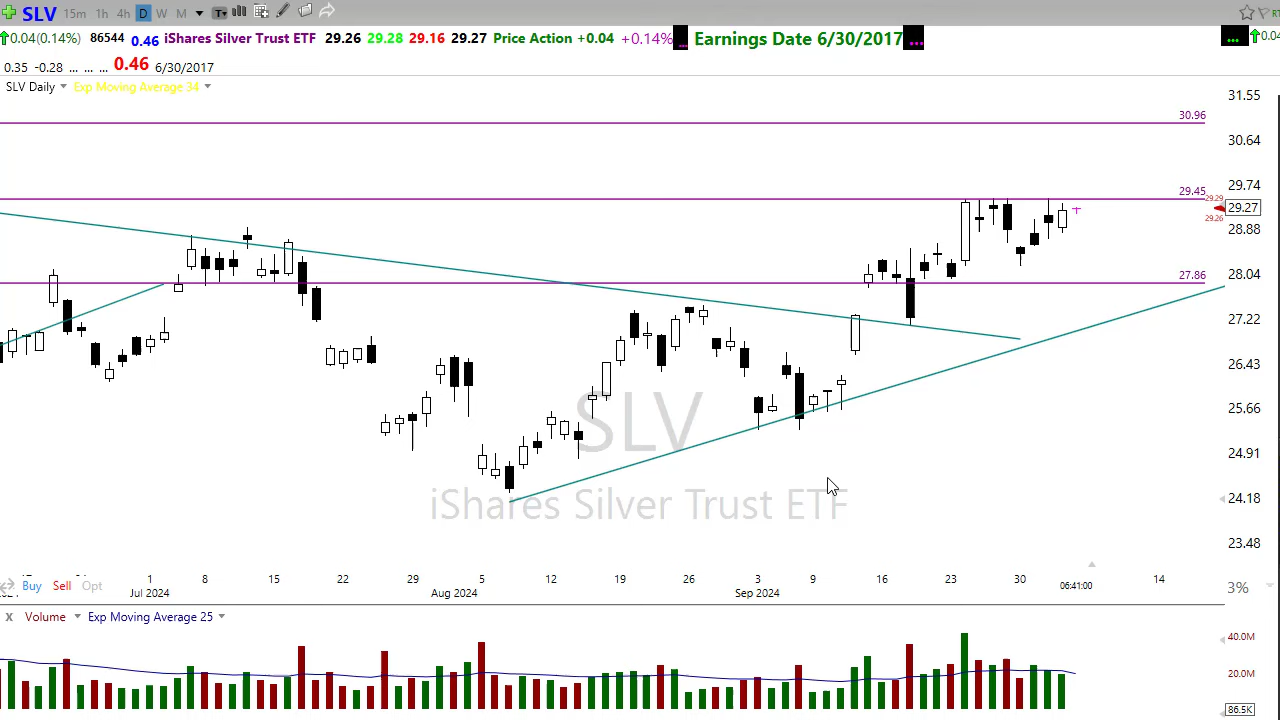 SLV 15m 1h 4h D W M T
0.04(0.14%) 86544 0.46 iShares Silver Trust ETF 29.26 29.28 29.16 29.27 Price Action +0.04 +0.14% ... Earnings Date 6/30/2017 ... ... 0.04
0.35 -0.28 ... ... ... 0.46 6/30/2017
SLV Daily Exp Moving Average 34
31.55
30.96
30.64
29.74
29.45
29.29
29.27
29.26
28.88
28.04
27.86
27.22
26.43
25.66
24.91
24.18
23.48
SLV
iShares Silver Trust ETF
1 8 15 22 29 5 12 19 26 3 9 16 23 30 14
Buy Sell Opt
06:41:00
3%
Jul 2024 Aug 2024 Sep 2024
X Volume Exp Moving Average 25
40.0M
20.0M
86.5K